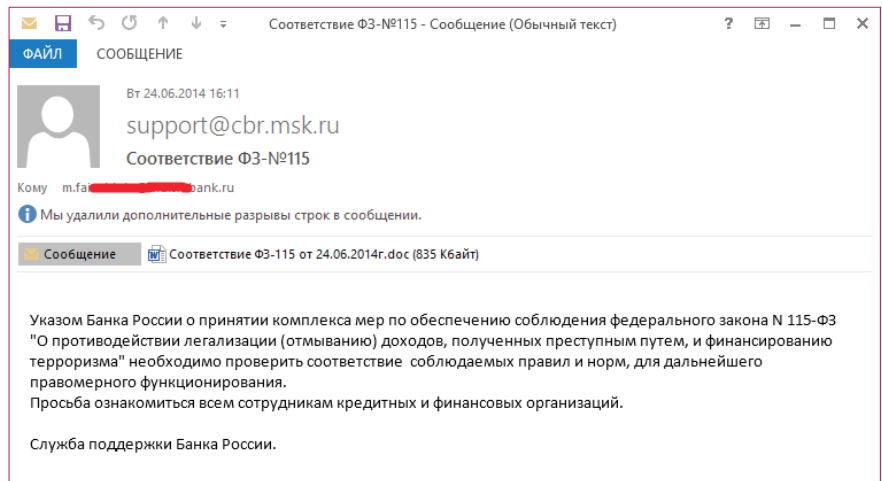 Соответствие ФЗ-№115 - Сообщение (Обычный текст)
ФАЙЛ СООБЩЕНИЕ
Вт 24.06.2014 16:11
support@cbr.msk.ru
Соответствие ФЗ-№115
Кому m.fai bank.ru
Мы удалили дополнительные разрывы строк в сообщении.
Сообщение Соответствие ФЗ-115 от 24.06.2014г.doc (835 Кбайт)
Указом Банка России о принятии комплекса мер по обеспечению соблюдения федерального закона N 115-ФЗ
"О противодействии легализации (отмыванию) доходов, полученных преступным путем, и финансированию
терроризма" необходимо проверить соответствие соблюдаемых правил и норм, для дальнейшего
правомерного функционирования.
Просьба ознакомиться всем сотрудникам кредитных и финансовых организаций.
Служба поддержки Банка России.